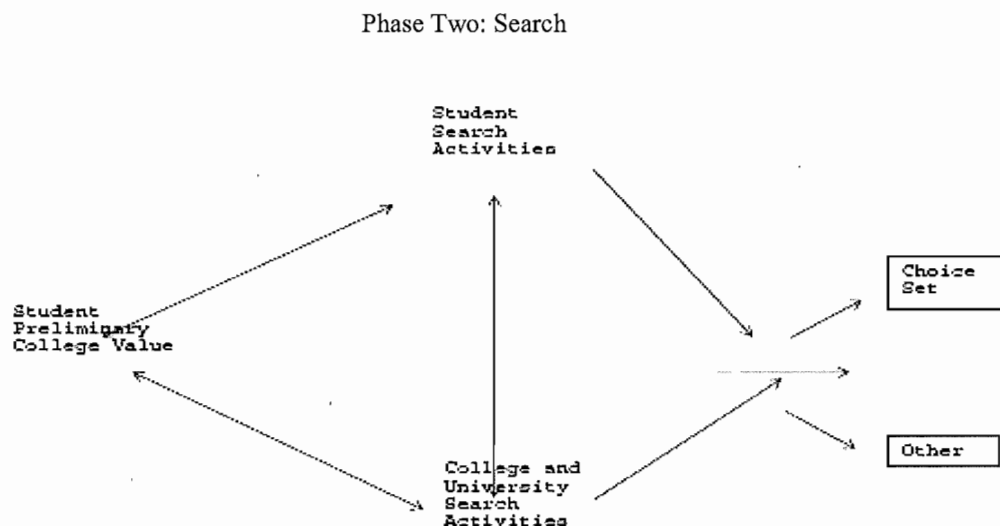 Phase Two: Search
Student
Search
Activities
Choice
Set
Student
Preliminary
College Value
Other
College and
University
Search
Activities